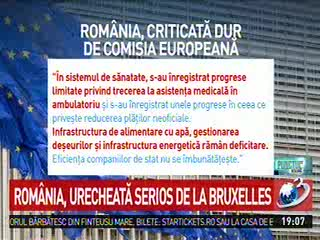 ROMÂNIA, CRITICATĂ DUR
DE COMISIA EUROPEANĂ
"În sistemul de sănătate, s-au înregistrat progrese
limitate privind trecerea la asistența medicală în
ambulatoriu și s-au înregistrat unele progrese în ceea ce
privește reducerea plăților neoficiale.
Infrastructura de alimentare cu apă, gestionarea
deșeurilor și infrastructura energetică rămân deficitare.
Eficiența companiilor de stat nu se îmbunătățește."
PUNCTUL
ROMÂNIA, URECHEATĂ SERIOS DE LA BRUXELLES
ORUL BĂRBĂTESC DIN FINTEUSU MARE. BILETE: STARTICKETS.RO SAU LA CASA DE B
19:07